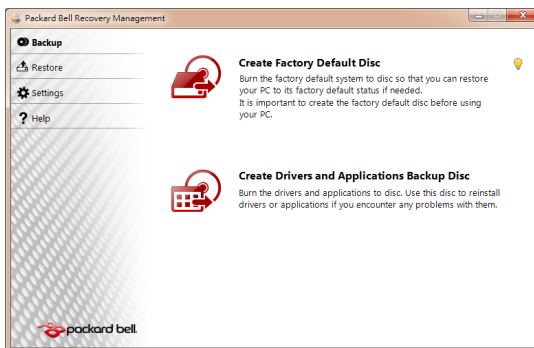 Packard Bell Recovery Management
Backup
Restore
Settings
Help
Create Factory Default Disc
Burn the factory default system to disc so that you can restore
your PC to its factory default status if needed.
It is important to create the factory default disc before using
your PC.
Create Drivers and Applications Backup Disc
Burn the drivers and applications to disc. Use this disc to reinstall
drivers or applications if you encounter any problems with them.
packard bell.